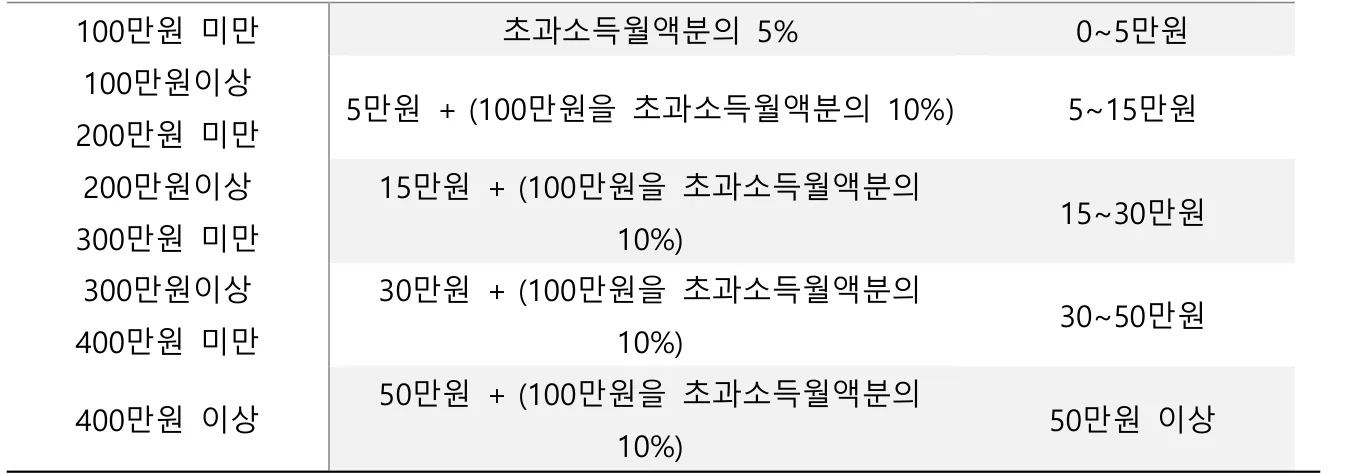 100만원 미만
초과소득월액분의 5%
0~5만원
100만원이상
200만원 미만
5만원 + (100만원을 초과소득월액분의 10%)
5~15만원
200만원이상
300만원 미만
15만원 + (100만원을 초과소득월액분의
10%)
15~30만원
300만원이상
400만원 미만
30만원 + (100만원을 초과소득월액분의
10%)
30~50만원
400만원 이상
50만원 + (100만원을 초과소득월액분의
10%)
50만원 이상